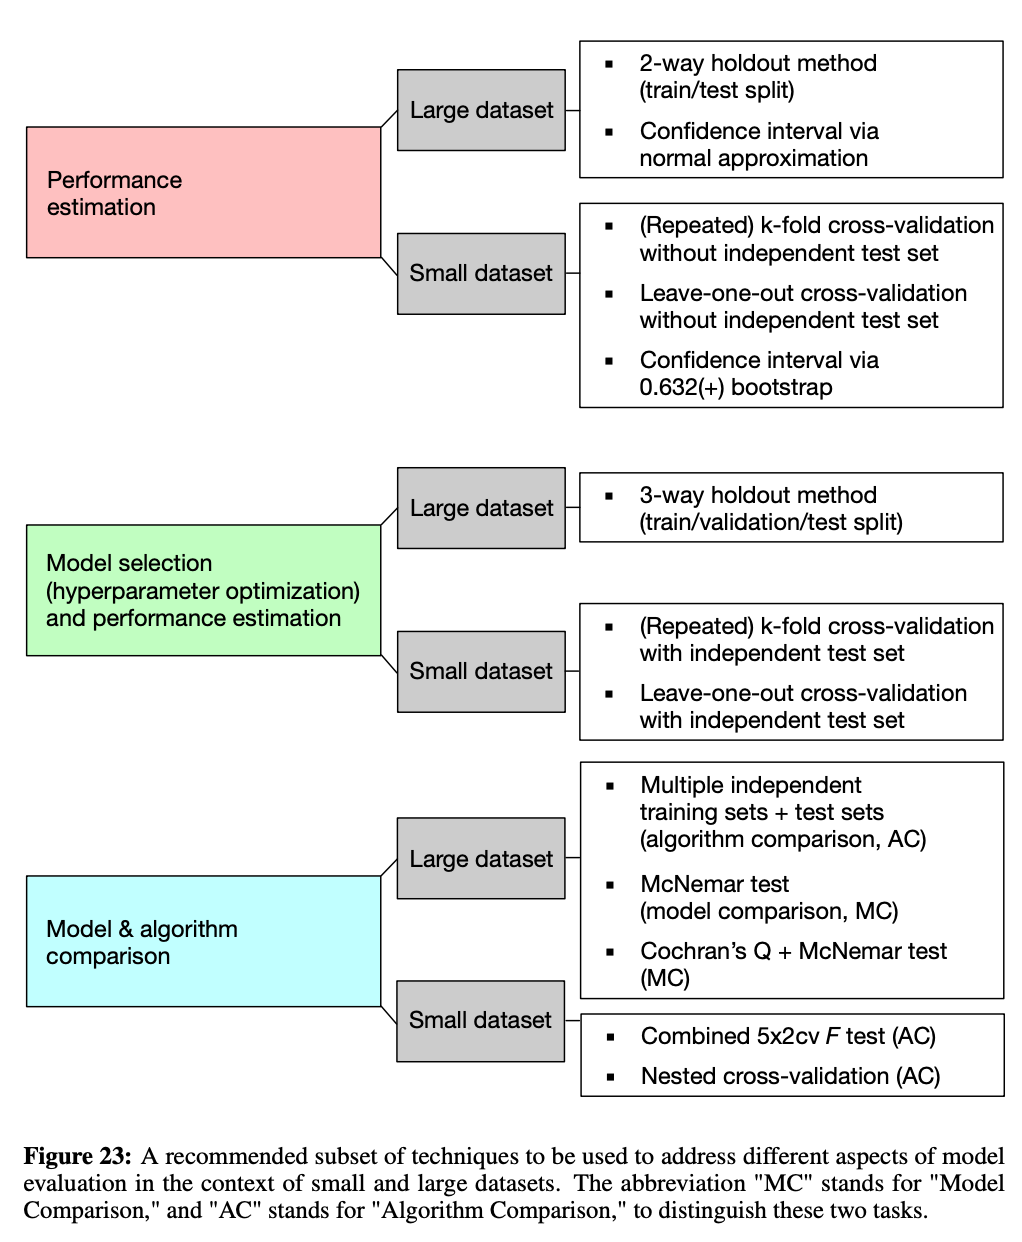 Performance
estimation
Large dataset
▪ 2-way holdout method
(train/test split)
▪ Confidence interval via
normal approximation
Small dataset
▪ (Repeated) k-fold cross-validation
without independent test set
▪ Leave-one-out cross-validation
without independent test set
▪ Confidence interval via
0.632(+) bootstrap
Model selection
(hyperparameter optimization)
and performance estimation
Large dataset
▪ 3-way holdout method
(train/validation/test split)
Small dataset
▪ (Repeated) k-fold cross-validation
with independent test set
▪ Leave-one-out cross-validation
with independent test set
Model & algorithm
comparison
Large dataset
▪ Multiple independent
training sets + test sets
(algorithm comparison, AC)
▪ McNemar test
(model comparison, MC)
▪ Cochran’s Q + McNemar test
(MC)
Small dataset
▪ Combined 5x2cv F test (AC)
▪ Nested cross-validation (AC)
Figure 23: A recommended subset of techniques to be used to address different aspects of model
evaluation in the context of small and large datasets. The abbreviation "MC" stands for "Model
Comparison," and "AC" stands for "Algorithm Comparison," to distinguish these two tasks.